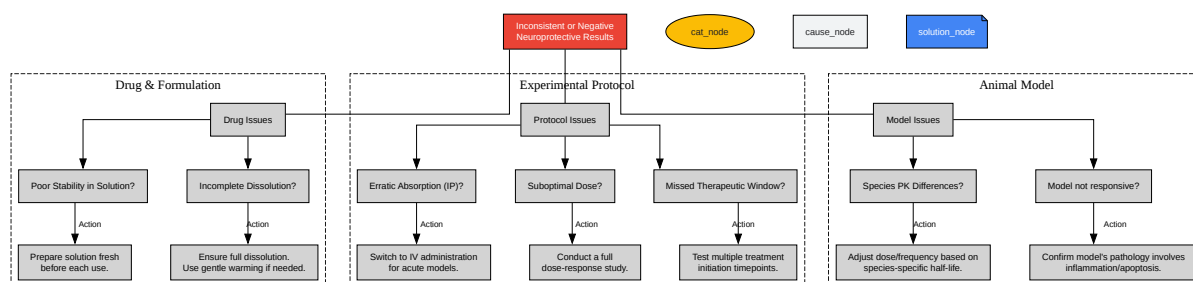 Inconsistent or Negative
Neuroprotective Results
cat_node
cause_node
solution_node
Drug & Formulation
Experimental Protocol
Animal Model
Drug Issues
Protocol Issues
Model Issues
Poor Stability in Solution?
Incomplete Dissolution?
Erratic Absorption (IP)?
Suboptimal Dose?
Missed Therapeutic Window?
Species PK Differences?
Model not responsive?
Action
Action
Action
Action
Action
Action
Action
Prepare solution fresh
before each use.
Ensure full dissolution.
Use gentle warming if needed.
Switch to IV administration
for acute models.
Conduct a full
dose-response study.
Test multiple treatment
initiation timepoints.
Adjust dose/frequency based on
species-specific half-life.
Confirm model's pathology involves
inflammation/apoptosis.